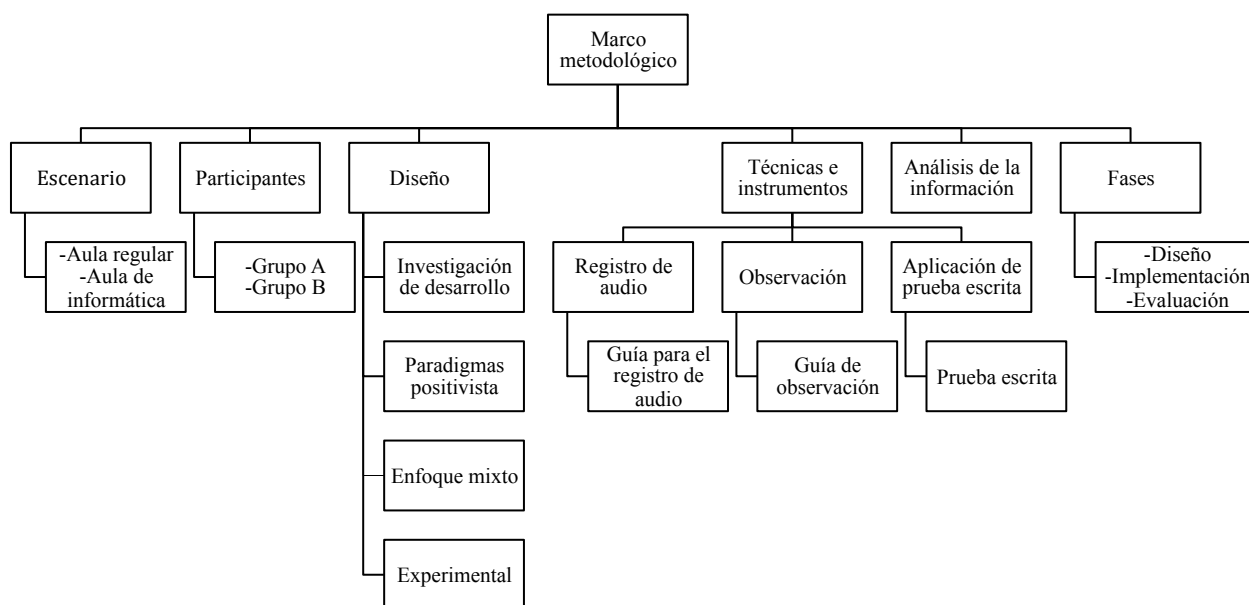 Marco
metodológico
Escenario
Participantes
Diseño
Técnicas e
instrumentos
Análisis de la
información
Fases
-Aula regular
-Aula de
informática
-Grupo A
-Grupo B
Investigación
de desarrollo
Registro de
audio
Observación
Aplicación de
prueba escrita
-Diseño
-Implementación
-Evaluación
Paradigmas
positivista
Guía para el
registro de
audio
Guía de
observación
Prueba escrita
Enfoque mixto
Experimental